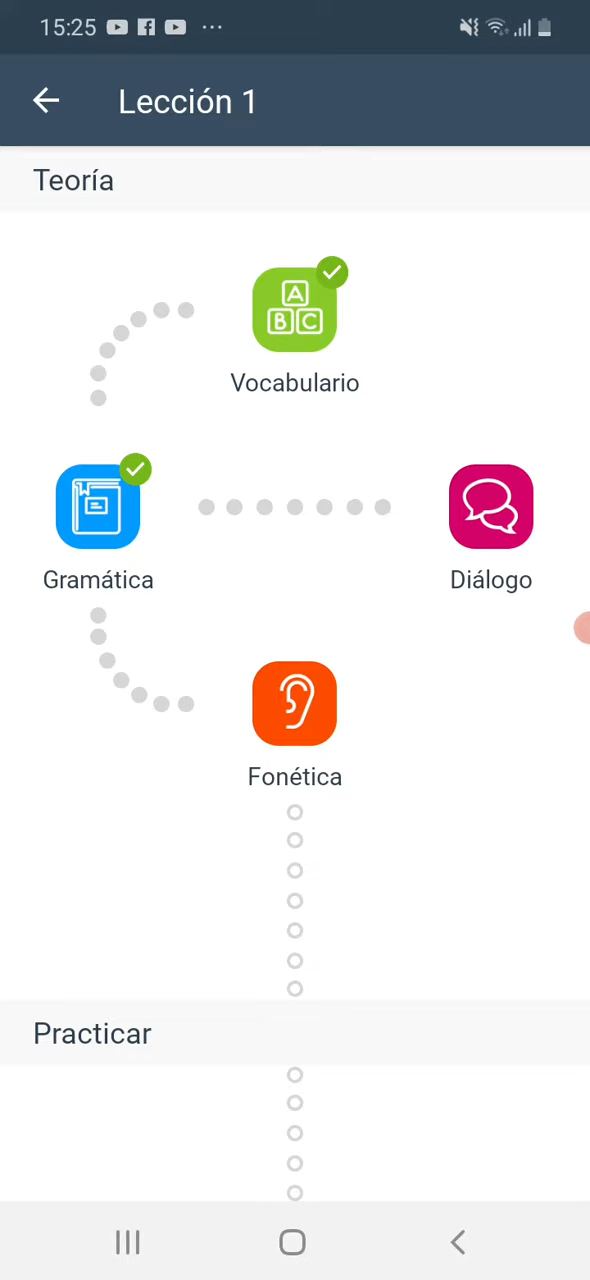 15:25
Lección 1
Teoría
A
B C
Vocabulario
Gramática
Diálogo
Fonética
Practicar